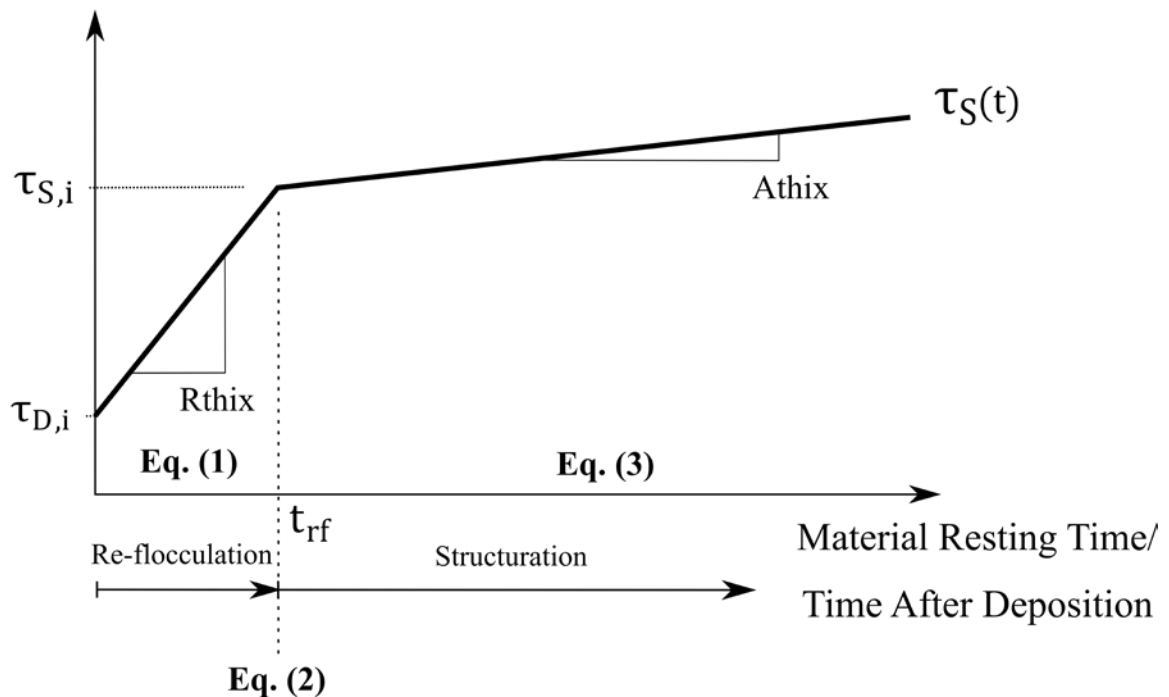 τS(t)
τS,i
Athix
Rthix
τD,i
Eq. (1)
Eq. (3)
trf
Re-flocculation
Structuration
Material Resting Time/
Time After Deposition
Eq. (2)